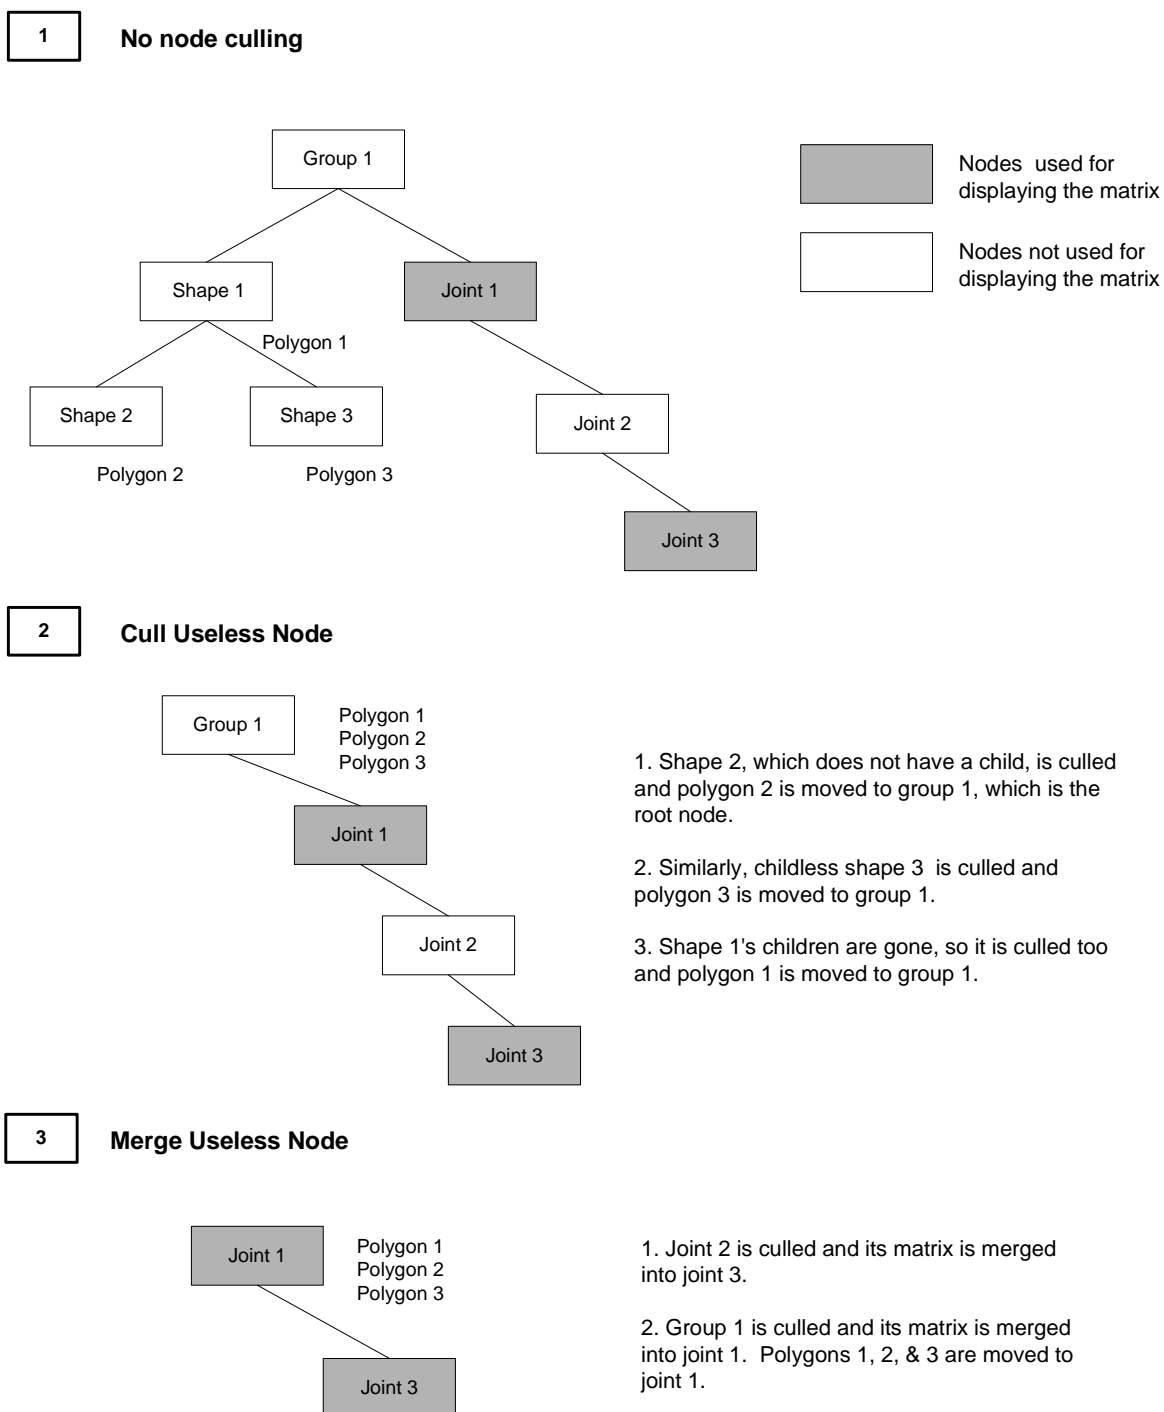 1
No node culling
Group 1
Nodes used for
displaying the matrix
Nodes not used for
displaying the matrix
Shape 1
Joint 1
Polygon 1
Shape 2
Shape 3
Joint 2
Polygon 2
Polygon 3
Joint 3
2
Cull Useless Node
Group 1
Polygon 1
Polygon 2
Polygon 3
Joint 1
Joint 2
Joint 3
1. Shape 2, which does not have a child, is culled
and polygon 2 is moved to group 1, which is the
root node.
2. Similarly, childless shape 3 is culled and
polygon 3 is moved to group 1.
3. Shape 1's children are gone, so it is culled too
and polygon 1 is moved to group 1.
3
Merge Useless Node
Joint 1
Polygon 1
Polygon 2
Polygon 3
Joint 3
1. Joint 2 is culled and its matrix is merged
into joint 3.
2. Group 1 is culled and its matrix is merged
into joint 1. Polygons 1, 2, & 3 are moved to
joint 1.